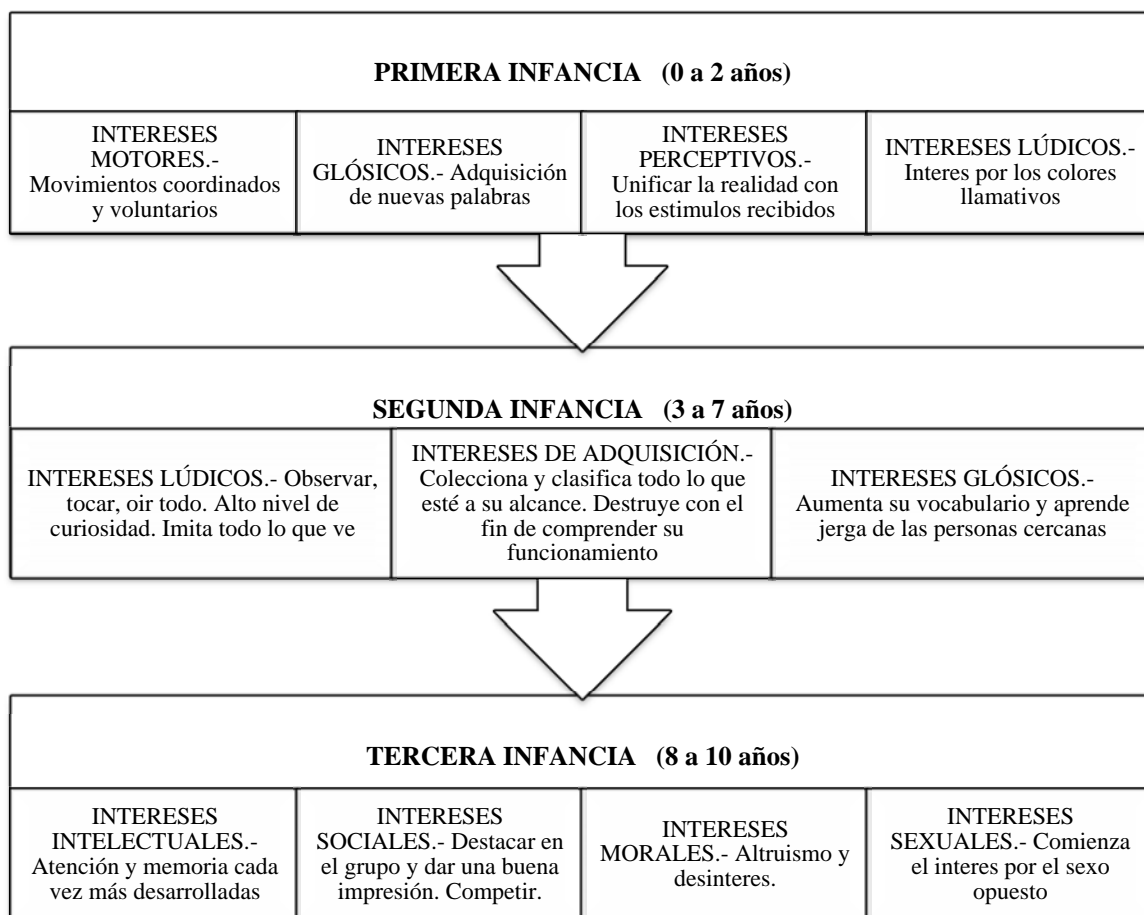 PRIMERA INFANCIA (0 a 2 años)
INTERESES
MOTORES.-
Movimientos coordinados
y voluntarios
INTERESES
GLÓSICOS.- Adquisición
de nuevas palabras
INTERESES
PERCEPTIVOS.-
Unificar la realidad con
los estimulos recibidos
INTERESES LÚDICOS.-
Interes por los colores
llamativos
SEGUNDA INFANCIA (3 a 7 años)
INTERESES LÚDICOS.- Observar,
tocar, oir todo. Alto nivel de
curiosidad. Imita todo lo que ve
INTERESES DE ADQUISICIÓN.-
Colecciona y clasifica todo lo que
esté a su alcance. Destruye con el
fin de comprender su
funcionamiento
INTERESES GLÓSICOS.-
Aumenta su vocabulario y aprende
jerga de las personas cercanas
TERCERA INFANCIA (8 a 10 años)
INTERESES
INTELECTUALES.-
Atención y memoria cada
vez más desarrolladas
INTERESES
SOCIALES.- Destacar en
el grupo y dar una buena
impresión. Competir.
INTERESES
MORALES.- Altruismo y
desinteres.
INTERESES
SEXUALES.- Comienza
el interes por el sexo
opuesto